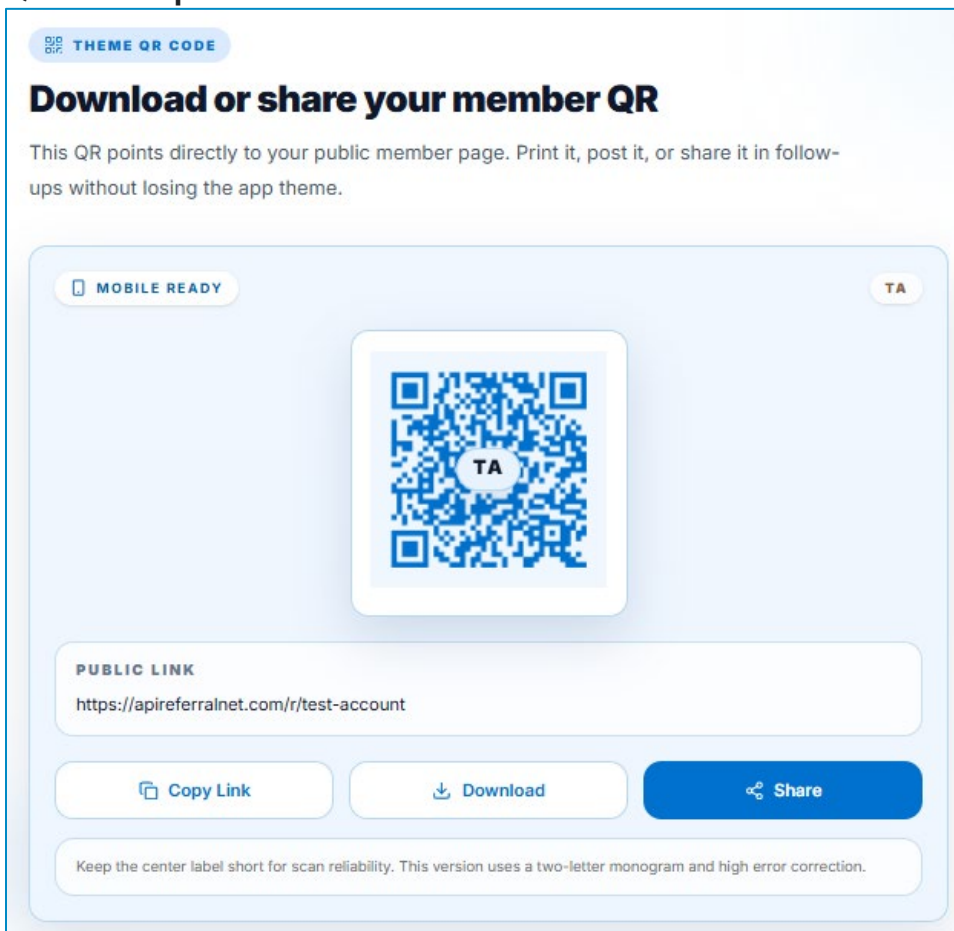 THEME QR CODE
Download or share your member QR
This QR points directly to your public member page. Print it, post it, or share it in follow-
ups without losing the app theme.
MOBILE READY
TA
TA
PUBLIC LINK
https://apireferralnet.com/r/test-account
Copy Link
Download
Share
Keep the center label short for scan reliability. This version uses a two-letter monogram and high error correction.